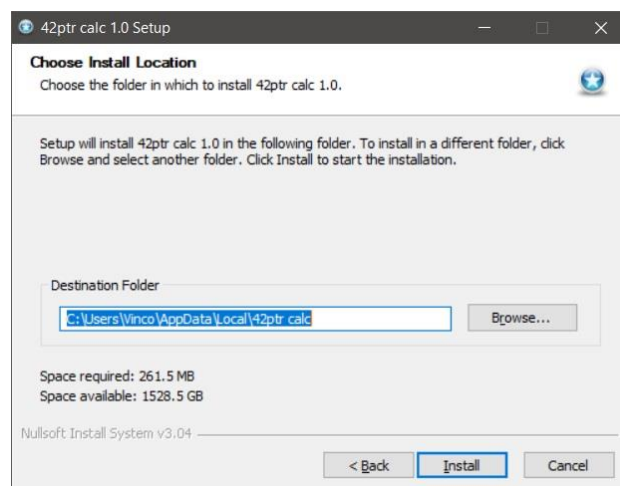 42ptr calc 1.0 Setup
Choose Install Location
Choose the folder in which to install 42ptr calc 1.0.
Setup will install 42ptr calc 1.0 in the following folder. To install in a different folder, click
Browse and select another folder. Click Install to start the installation.
Destination Folder
C:\Users\Vinco\AppData\Local\42ptr calc
Browse...
Space required: 261.5 MB
Space available: 1528.5 GB
Nullsoft Install System v3.04
< Back Install Cancel